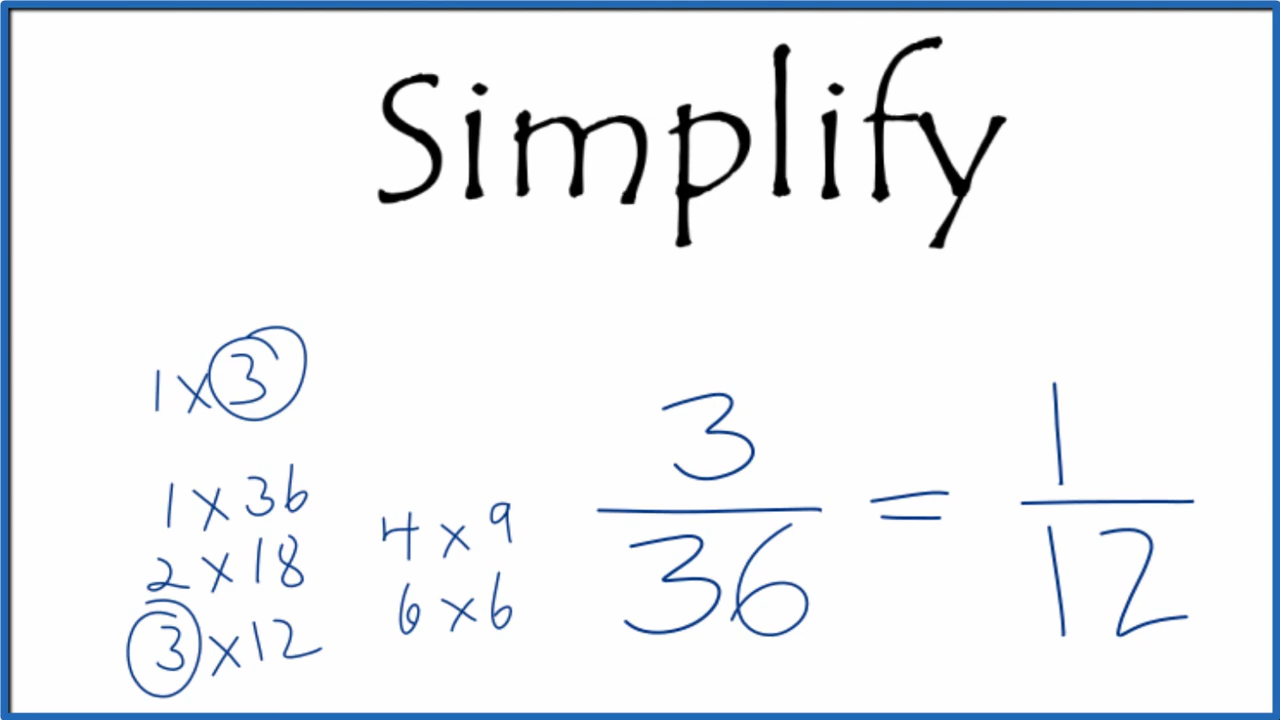 Simplify
1 x 3
1 x 36
2 x 18
3 x 12
4 x 9
6 x 6
3/36 = 1/12